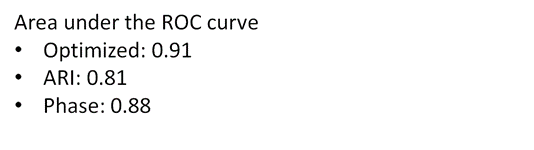 Area under the ROC curve
• Optimized: 0.91
• ARI: 0.81
• Phase: 0.88